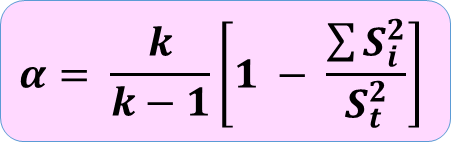 α = k / (k − 1) [1 − ∑ S_i^2 / S_t^2]